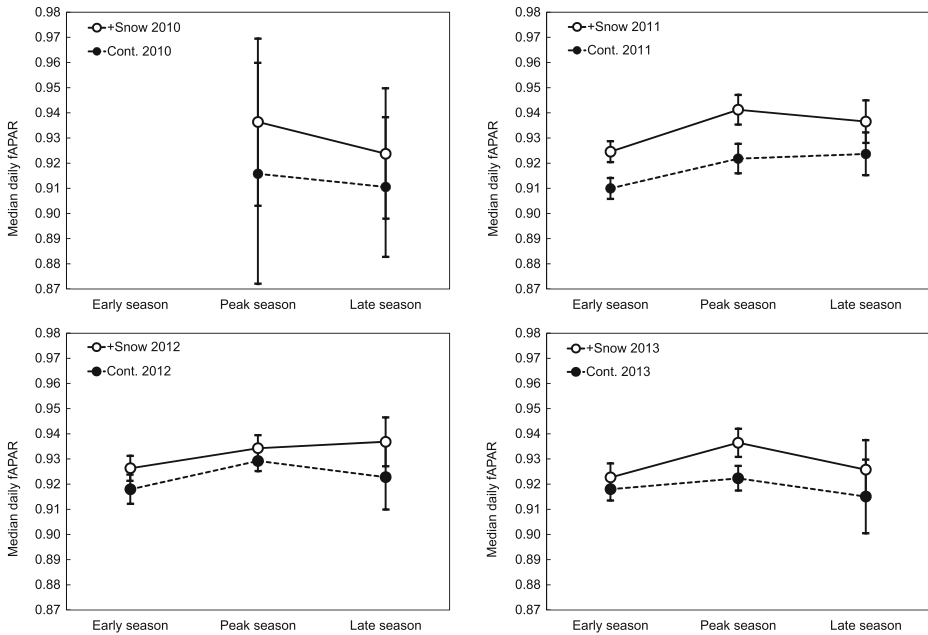 0.98
0.97
0.96
0.95
0.94
0.93
0.92
0.91
0.90
0.89
0.88
0.87
Median daily fAPAR
+Snow 2010
Cont. 2010
Early season
Peak season
Late season
0.98
0.97
0.96
0.95
0.94
0.93
0.92
0.91
0.90
0.89
0.88
0.87
Median daily fAPAR
+Snow 2011
Cont. 2011
Early season
Peak season
Late season
0.98
0.97
0.96
0.95
0.94
0.93
0.92
0.91
0.90
0.89
0.88
0.87
Median daily fAPAR
+Snow 2012
Cont. 2012
Early season
Peak season
Late season
0.98
0.97
0.96
0.95
0.94
0.93
0.92
0.91
0.90
0.89
0.88
0.87
Median daily fAPAR
+Snow 2013
Cont. 2013
Early season
Peak season
Late season